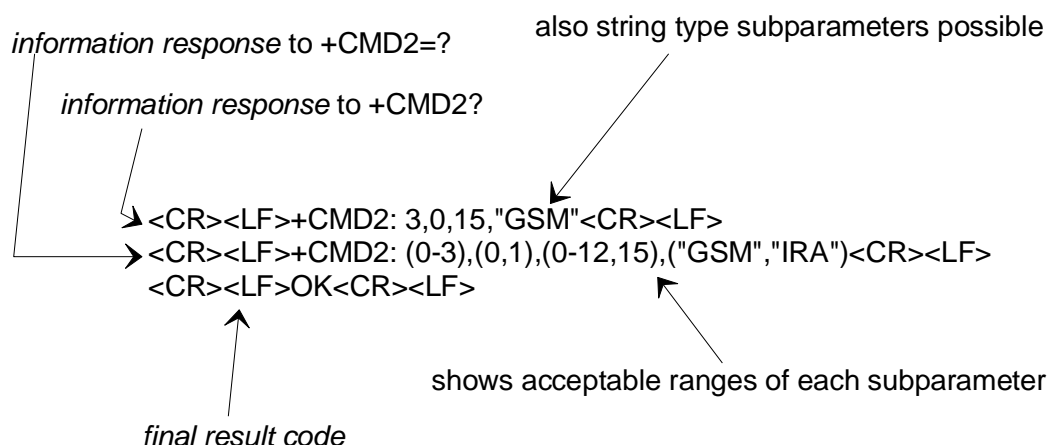 also string type subparameters possible
information response to +CMD2=?
information response to +CMD2?
<CR><LF>+CMD2: 3,0,15,"GSM"<CR><LF>
<CR><LF>+CMD2: (0-3),(0,1),(0-12,15),("GSM","IRA")<CR><LF>
<CR><LF>OK<CR><LF>
shows acceptable ranges of each subparameter
final result code